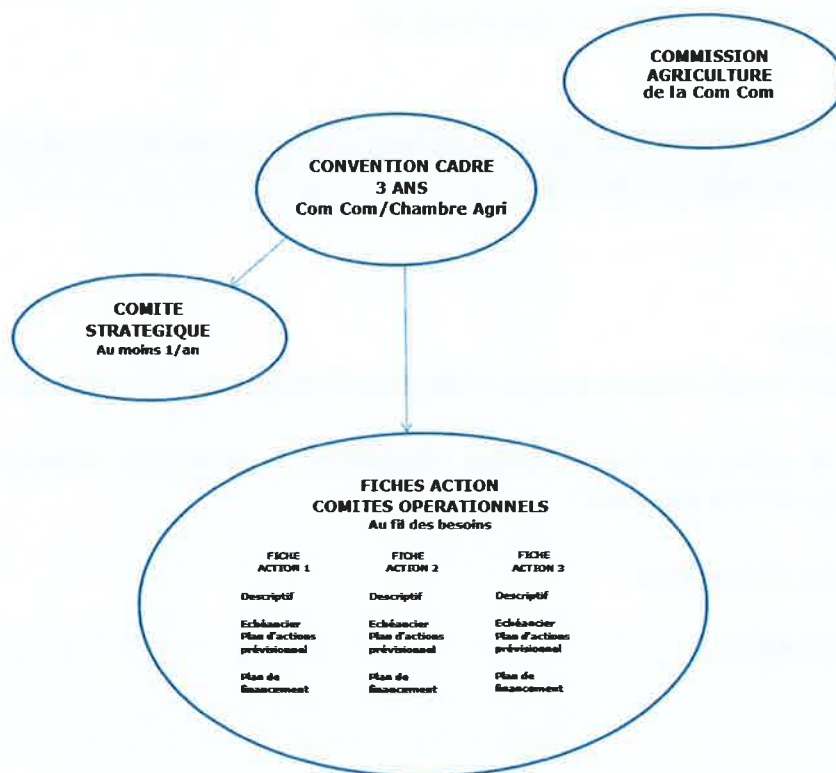 COMMISSION
AGRICULTURE
de la Com Com
CONVENTION CADRE
3 ANS
Com Com/Chambre Agri
COMITE
STRATEGIQUE
Au moins 1/an
FICHES ACTION
COMITES OPERATIONNELS
Au fil des besoins
FICHE
ACTION 1
Descriptif
Echéancier
Plan d'actions
prévisionnel
Plan de
financement
FICHE
ACTION 2
Descriptif
Echéancier
Plan d'actions
prévisionnel
Plan de
financement
FICHE
ACTION 3
Descriptif
Echéancier
Plan d'actions
prévisionnel
Plan de
financement